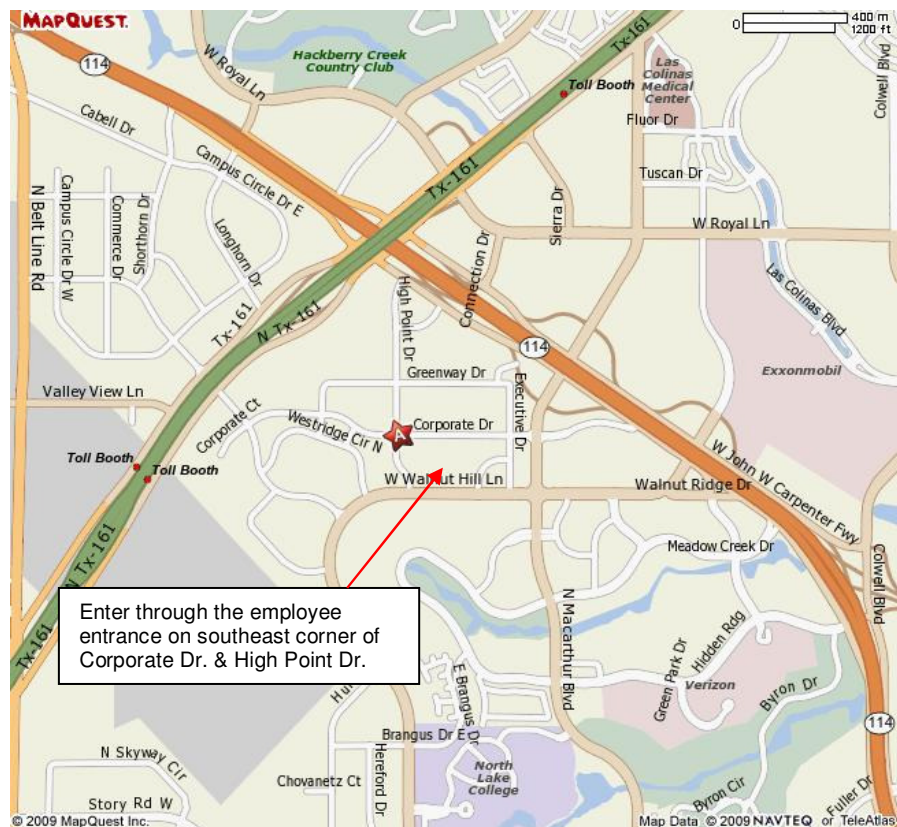 MAPQUEST.
0 400 m
1200 ft
114
W Royal Ln
Hackberry Creek
Country Club
Tx-161
Toll Booth
Las
Colinas
Medical
Center
Colwell Blvd
Cabell Dr
Fluor Dr
Campus Circle Dr E
Tx-161
Tuscan Dr
N Belt Line Rd
Campus Circle Dr W
Commerce Dr
Shorthorn Dr
Longhorn Dr
Sierra Dr
W Royal Ln
Connection Dr
High Point Dr
Las Colinas Blvd
Tx-161
N Tx-161
114
Greenway Dr
Executive Dr
Exxonmobil
Valley View Ln
Corporate Ct
Westridge Cir N
A
Corporate Dr
Toll Booth
Toll Booth
W Walnut Hill Ln
Walnut Ridge Dr
W John W Carpenter Fwy
Meadow Creek Dr
Colwell Blvd
N Tx-161
Tx-161
Enter through the employee
entrance on southeast corner of
Corporate Dr. & High Point Dr.
N Macarthur Blvd
Hidden Rdg
Green Park Dr
Verizon
Byron Dr
E Brangus Dr
Brangus Dr E
114
N Skyway Cir
Hereford Dr
North
Lake
College
Chovanetz Ct
Story Rd W
Byron Cir
Fuller Dr
© 2009 MapQuest Inc.
Map Data © 2009 NAVTEQ or TeleAtlas